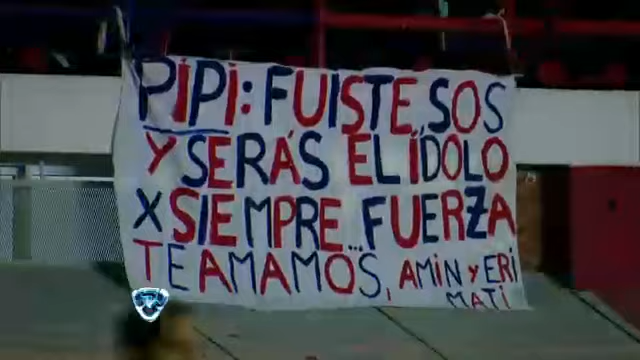 PIPI: FUISTE, SOS
Y SERÁS EL ÍDOLO
X SIEMPRE... FUERZA
TE AMAMOS, AMIN Y ERI
MATI